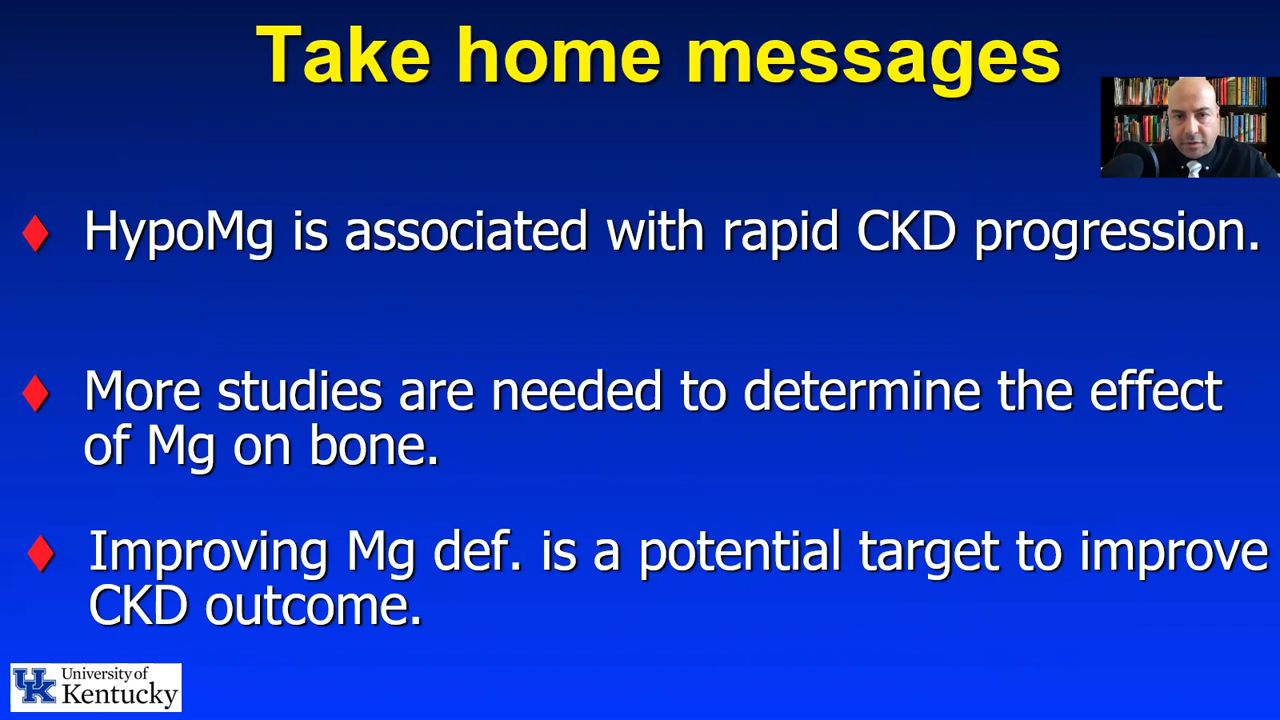 Take home messages
HypoMg is associated with rapid CKD progression.
More studies are needed to determine the effect
of Mg on bone.
Improving Mg def. is a potential target to improve
CKD outcome.
UK University of
Kentucky